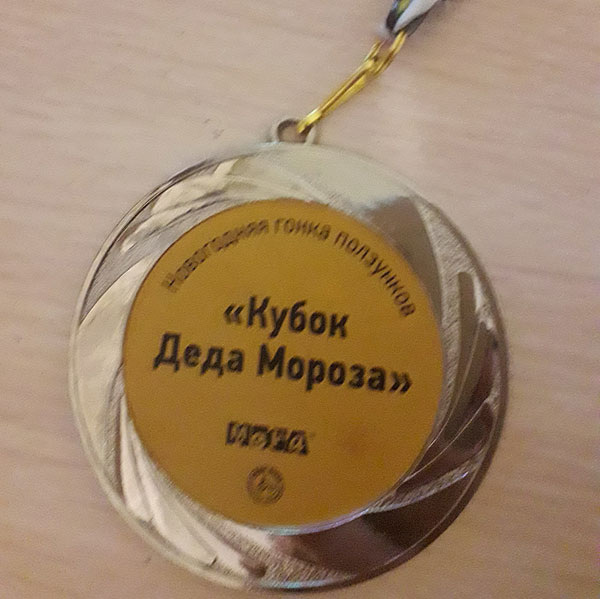 Новогодняя гонка ползунков
«Кубок
Деда Мороза»